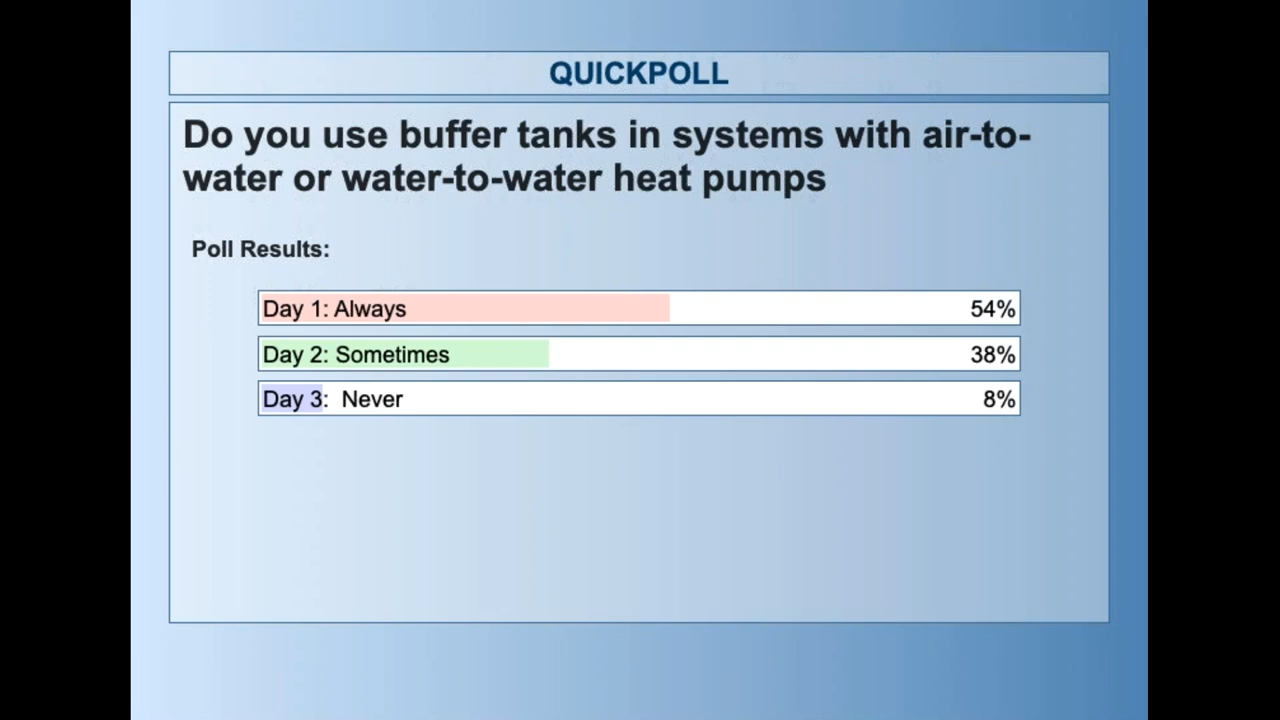 QUICKPOLL
Do you use buffer tanks in systems with air-to-
water or water-to-water heat pumps
Poll Results:
Day 1: Always 54%
Day 2: Sometimes 38%
Day 3:  Never 8%